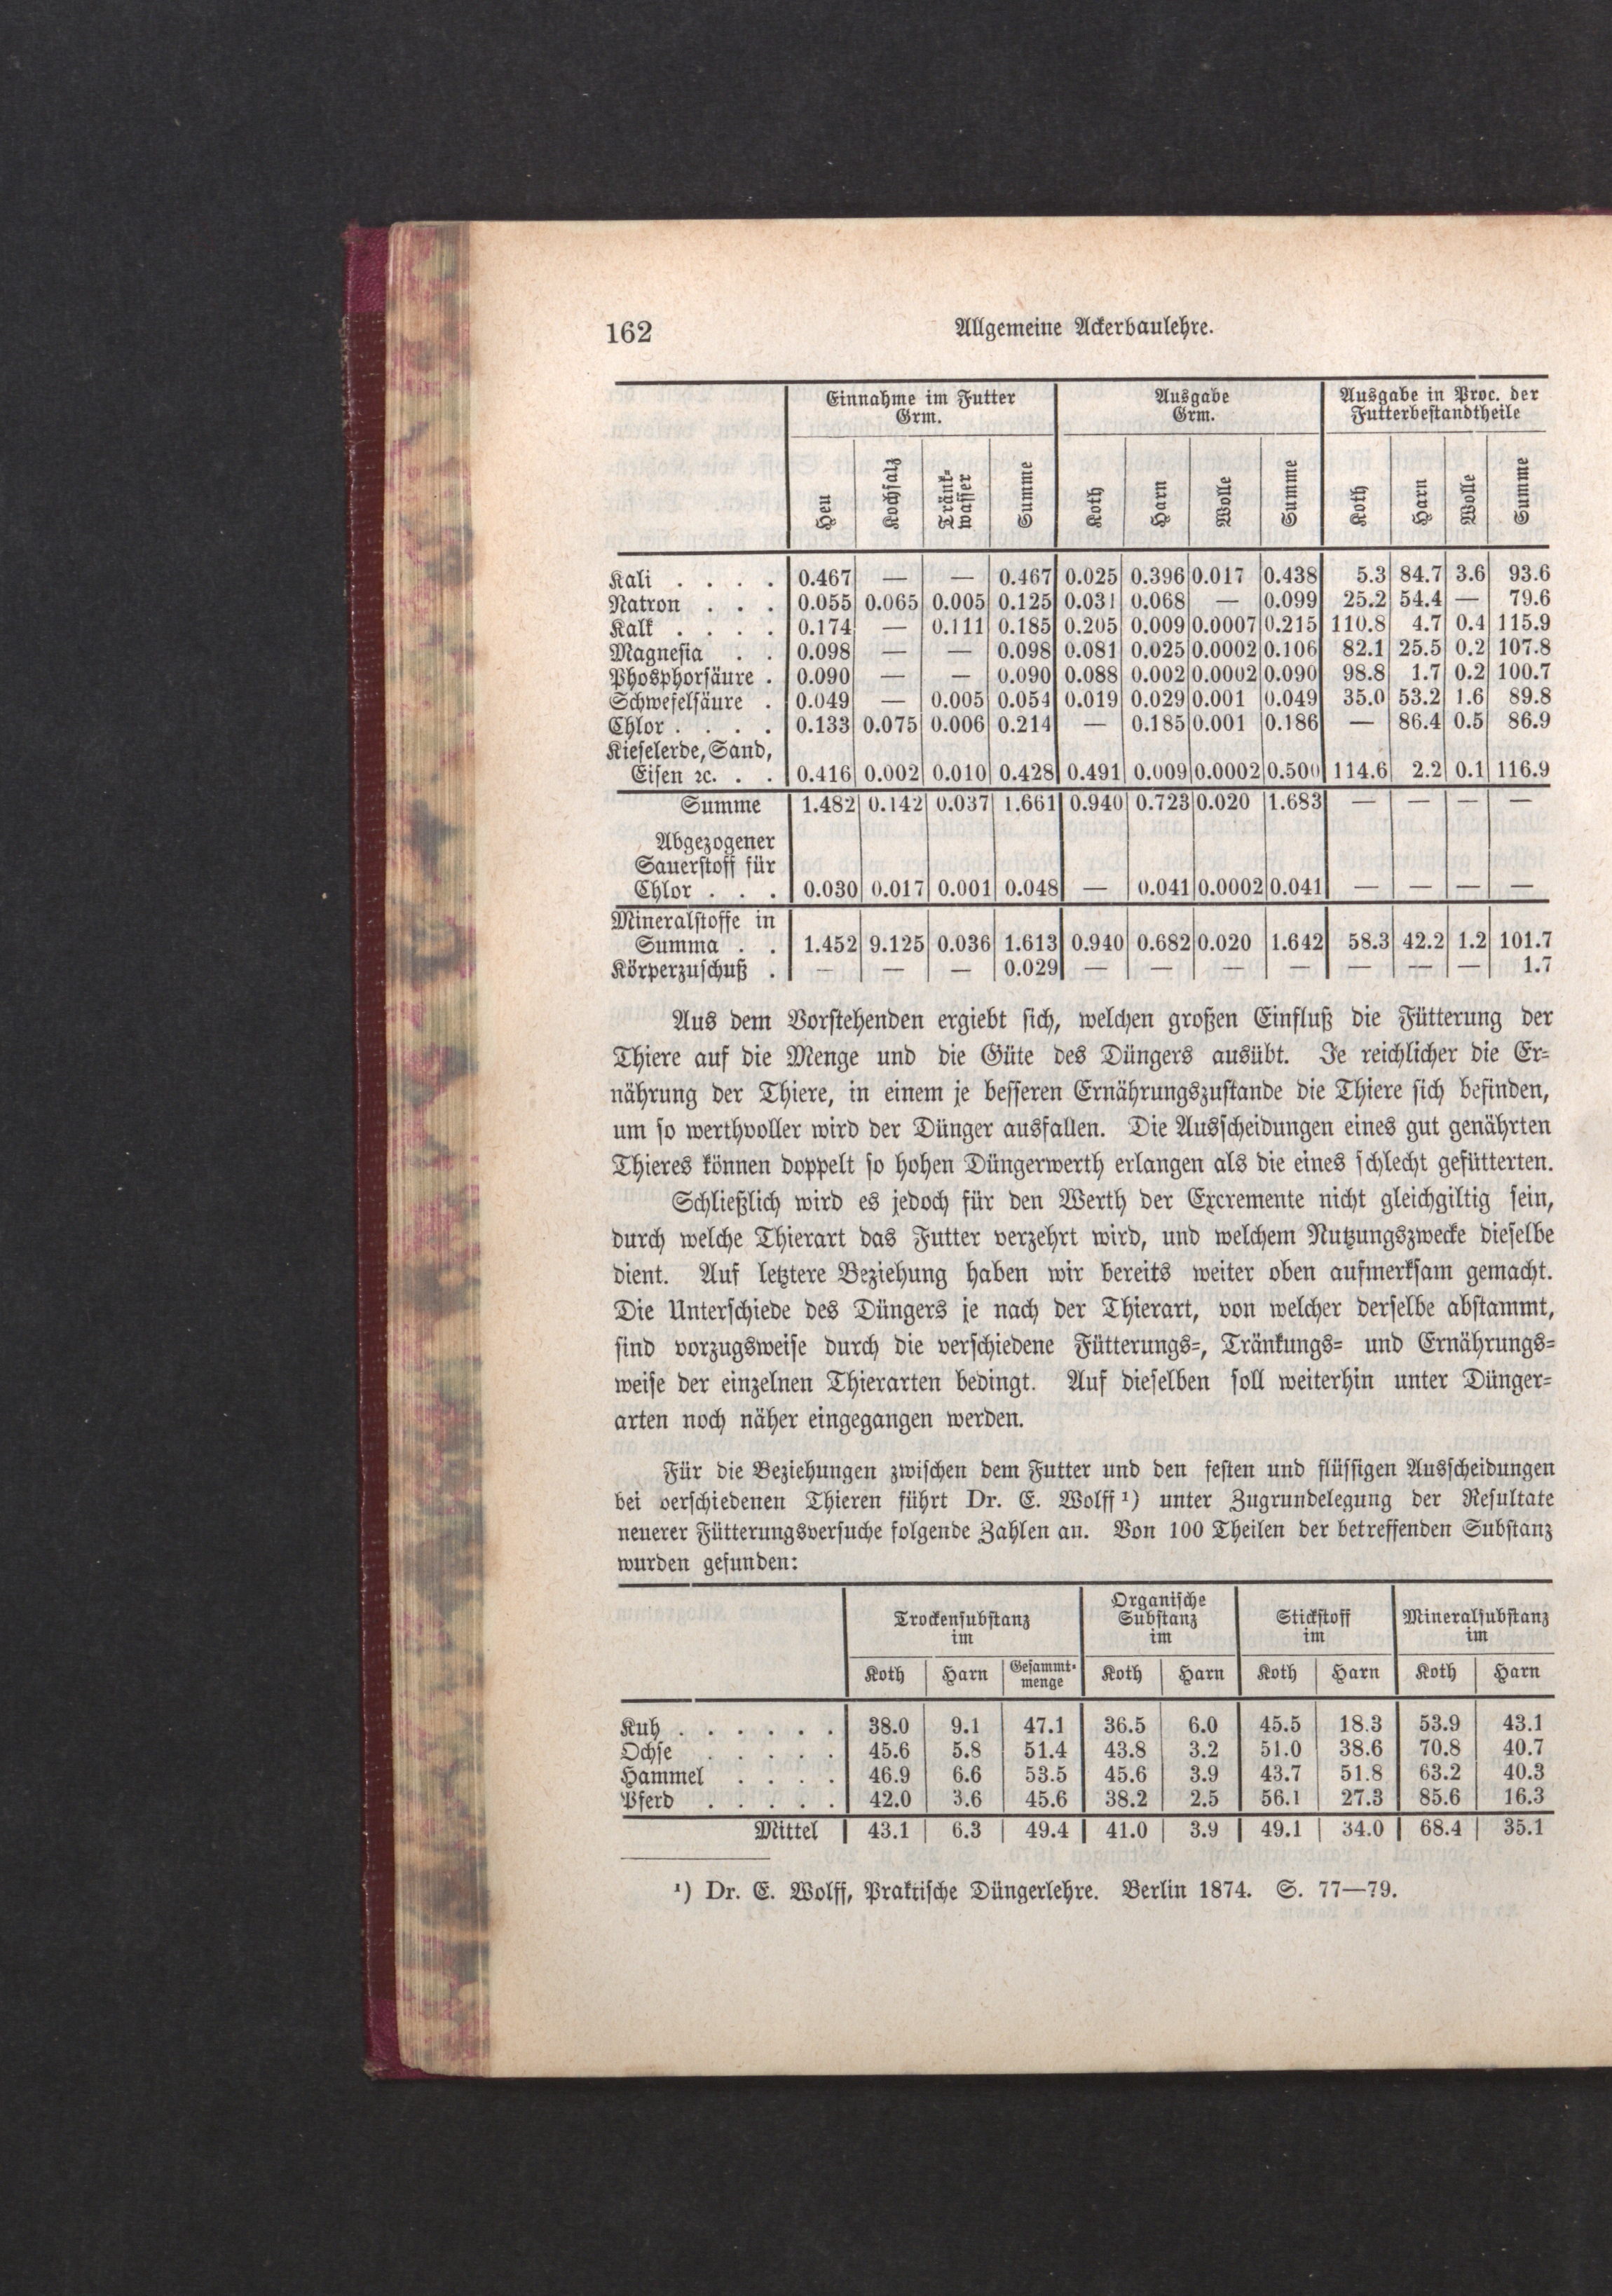 162
Allgemeine Ackerbaulehre.
Einnahme im Futter Grm. Ausgabe Grm. Ausgabe in Proc. der Futterbestandtheile
Heu Kochsalz Tränk-wasser Summe Koth Harn Wolle Summe Koth Harn Wolle Summe
Kali . . . . 0.467 — — 0.467 0.025 0.396 0.017 0.438 5.3 84.7 3.6 93.6
Natron . . . 0.055 0.065 0.005 0.125 0.031 0.068 — 0.099 25.2 54.4 — 79.6
Kalk . . . . 0.174 — 0.111 0.185 0.205 0.009 0.0007 0.215 110.8 4.7 0.4 115.9
Magnesia . . 0.098 — — 0.098 0.081 0.025 0.0002 0.106 82.1 25.5 0.2 107.8
Phosphorsäure . 0.090 — — 0.090 0.088 0.002 0.0002 0.090 98.8 1.7 0.2 100.7
Schwefelsäure . 0.049 — 0.005 0.054 0.019 0.029 0.001 0.049 35.0 53.2 1.6 89.8
Chlor . . . . 0.133 0.075 0.006 0.214 — 0.185 0.001 0.186 — 86.4 0.5 86.9
Kieselerde, Sand,
Eisen ꝛc. . . 0.416 0.002 0.010 0.428 0.491 0.009 0.0002 0.500 114.6 2.2 0.1 116.9
Summe 1.482 0.142 0.037 1.661 0.940 0.723 0.020 1.683 — — — —
Abgezogener
Sauerstoff für
Chlor . . . 0.030 0.017 0.001 0.048 — 0.041 0.0002 0.041 — — — —
Mineralstoffe in
Summa . . 1.452 9.125 0.036 1.613 0.940 0.682 0.020 1.642 58.3 42.2 1.2 101.7
Körperzuschuß . — — — 0.029 — — — — — — — 1.7
Aus dem Vorstehenden ergiebt sich, welchen großen Einfluß die Fütterung der
Thiere auf die Menge und die Güte des Düngers ausübt. Je reichlicher die Er-
nährung der Thiere, in einem je besseren Ernährungszustande die Thiere sich befinden,
um so werthvoller wird der Dünger ausfallen. Die Ausscheidungen eines gut genährten
Thieres können doppelt so hohen Düngerwerth erlangen als die eines schlecht gefütterten.
Schließlich wird es jedoch für den Werth der Excremente nicht gleichgiltig sein,
durch welche Thierart das Futter verzehrt wird, und welchem Nutzungszwecke dieselbe
dient. Auf letztere Beziehung haben wir bereits weiter oben aufmerksam gemacht.
Die Unterschiede des Düngers je nach der Thierart, von welcher derselbe abstammt,
sind vorzugsweise durch die verschiedene Fütterungs-, Tränkungs- und Ernährungs-
weise der einzelnen Thierarten bedingt. Auf dieselben soll weiterhin unter Dünger-
arten noch näher eingegangen werden.
Für die Beziehungen zwischen dem Futter und den festen und flüssigen Ausscheidungen
bei verschiedenen Thieren führt Dr. E. Wolff ¹) unter Zugrundelegung der Resultate
neuerer Fütterungsversuche folgende Zahlen an. Von 100 Theilen der betreffenden Substanz
wurden gefunden:
Trockensubstanz im Organische Substanz im Stickstoff im Mineralsubstanz im
Koth Harn Gesammt-menge Koth Harn Koth Harn Koth Harn
Kuh . . . . . . 38.0 9.1 47.1 36.5 6.0 45.5 18.3 53.9 43.1
Ochse . . . . . 45.6 5.8 51.4 43.8 3.2 51.0 38.6 70.8 40.7
Hammel . . . . 46.9 6.6 53.5 45.6 3.9 43.7 51.8 63.2 40.3
Pferd . . . . . 42.0 3.6 45.6 38.2 2.5 56.1 27.3 85.6 16.3
Mittel 43.1 6.3 49.4 41.0 3.9 49.1 34.0 68.4 35.1
¹) Dr. E. Wolff, Praktische Düngerlehre. Berlin 1874. S. 77—79.